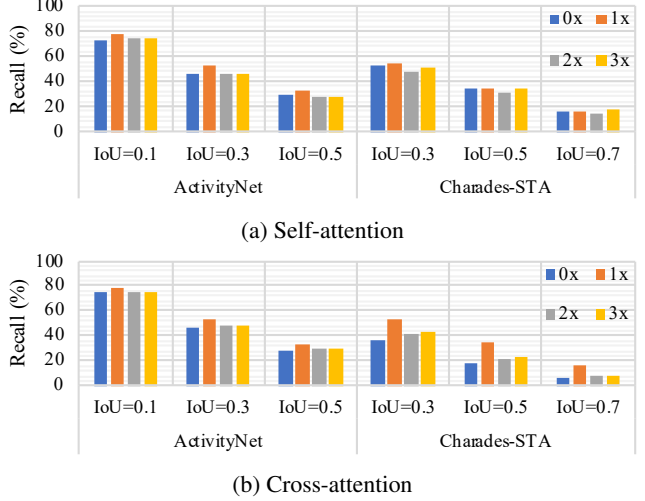 100
80
60
40
20
0
Recall (%)
0x 1x
2x 3x
IoU=0.1 IoU=0.3 IoU=0.5 IoU=0.3 IoU=0.5 IoU=0.7
ActivityNet Charades-STA
(a) Self-attention
100
80
60
40
20
0
Recall (%)
0x 1x
2x 3x
IoU=0.1 IoU=0.3 IoU=0.5 IoU=0.3 IoU=0.5 IoU=0.7
ActivityNet Charades-STA
(b) Cross-attention